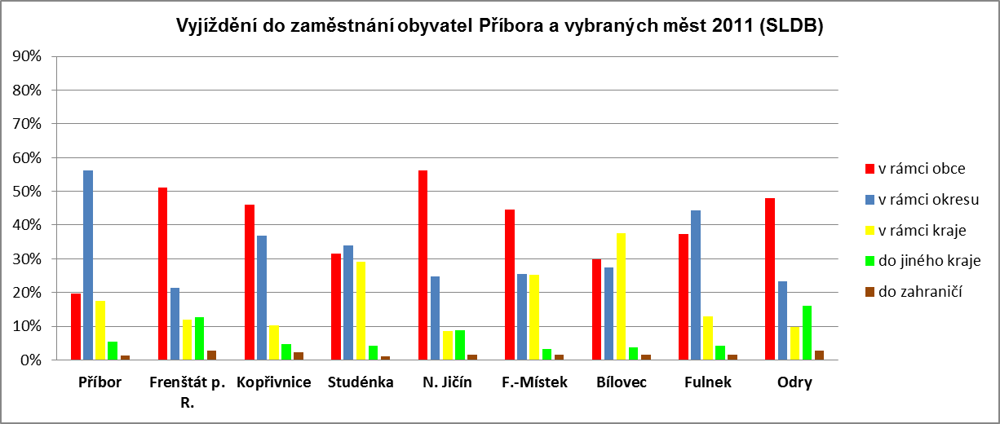 Vyjíždění do zaměstnání obyvatel Příbora a vybraných měst 2011 (SLDB)
90%
80%
70%
60%
50%
40%
30%
20%
10%
0%
Příbor
Frenštát p.
R.
Kopřivnice
Studénka
N. Jičín
F.-Místek
Bílovec
Fulnek
Odry
v rámci obce
v rámci okresu
v rámci kraje
do jiného kraje
do zahraničí